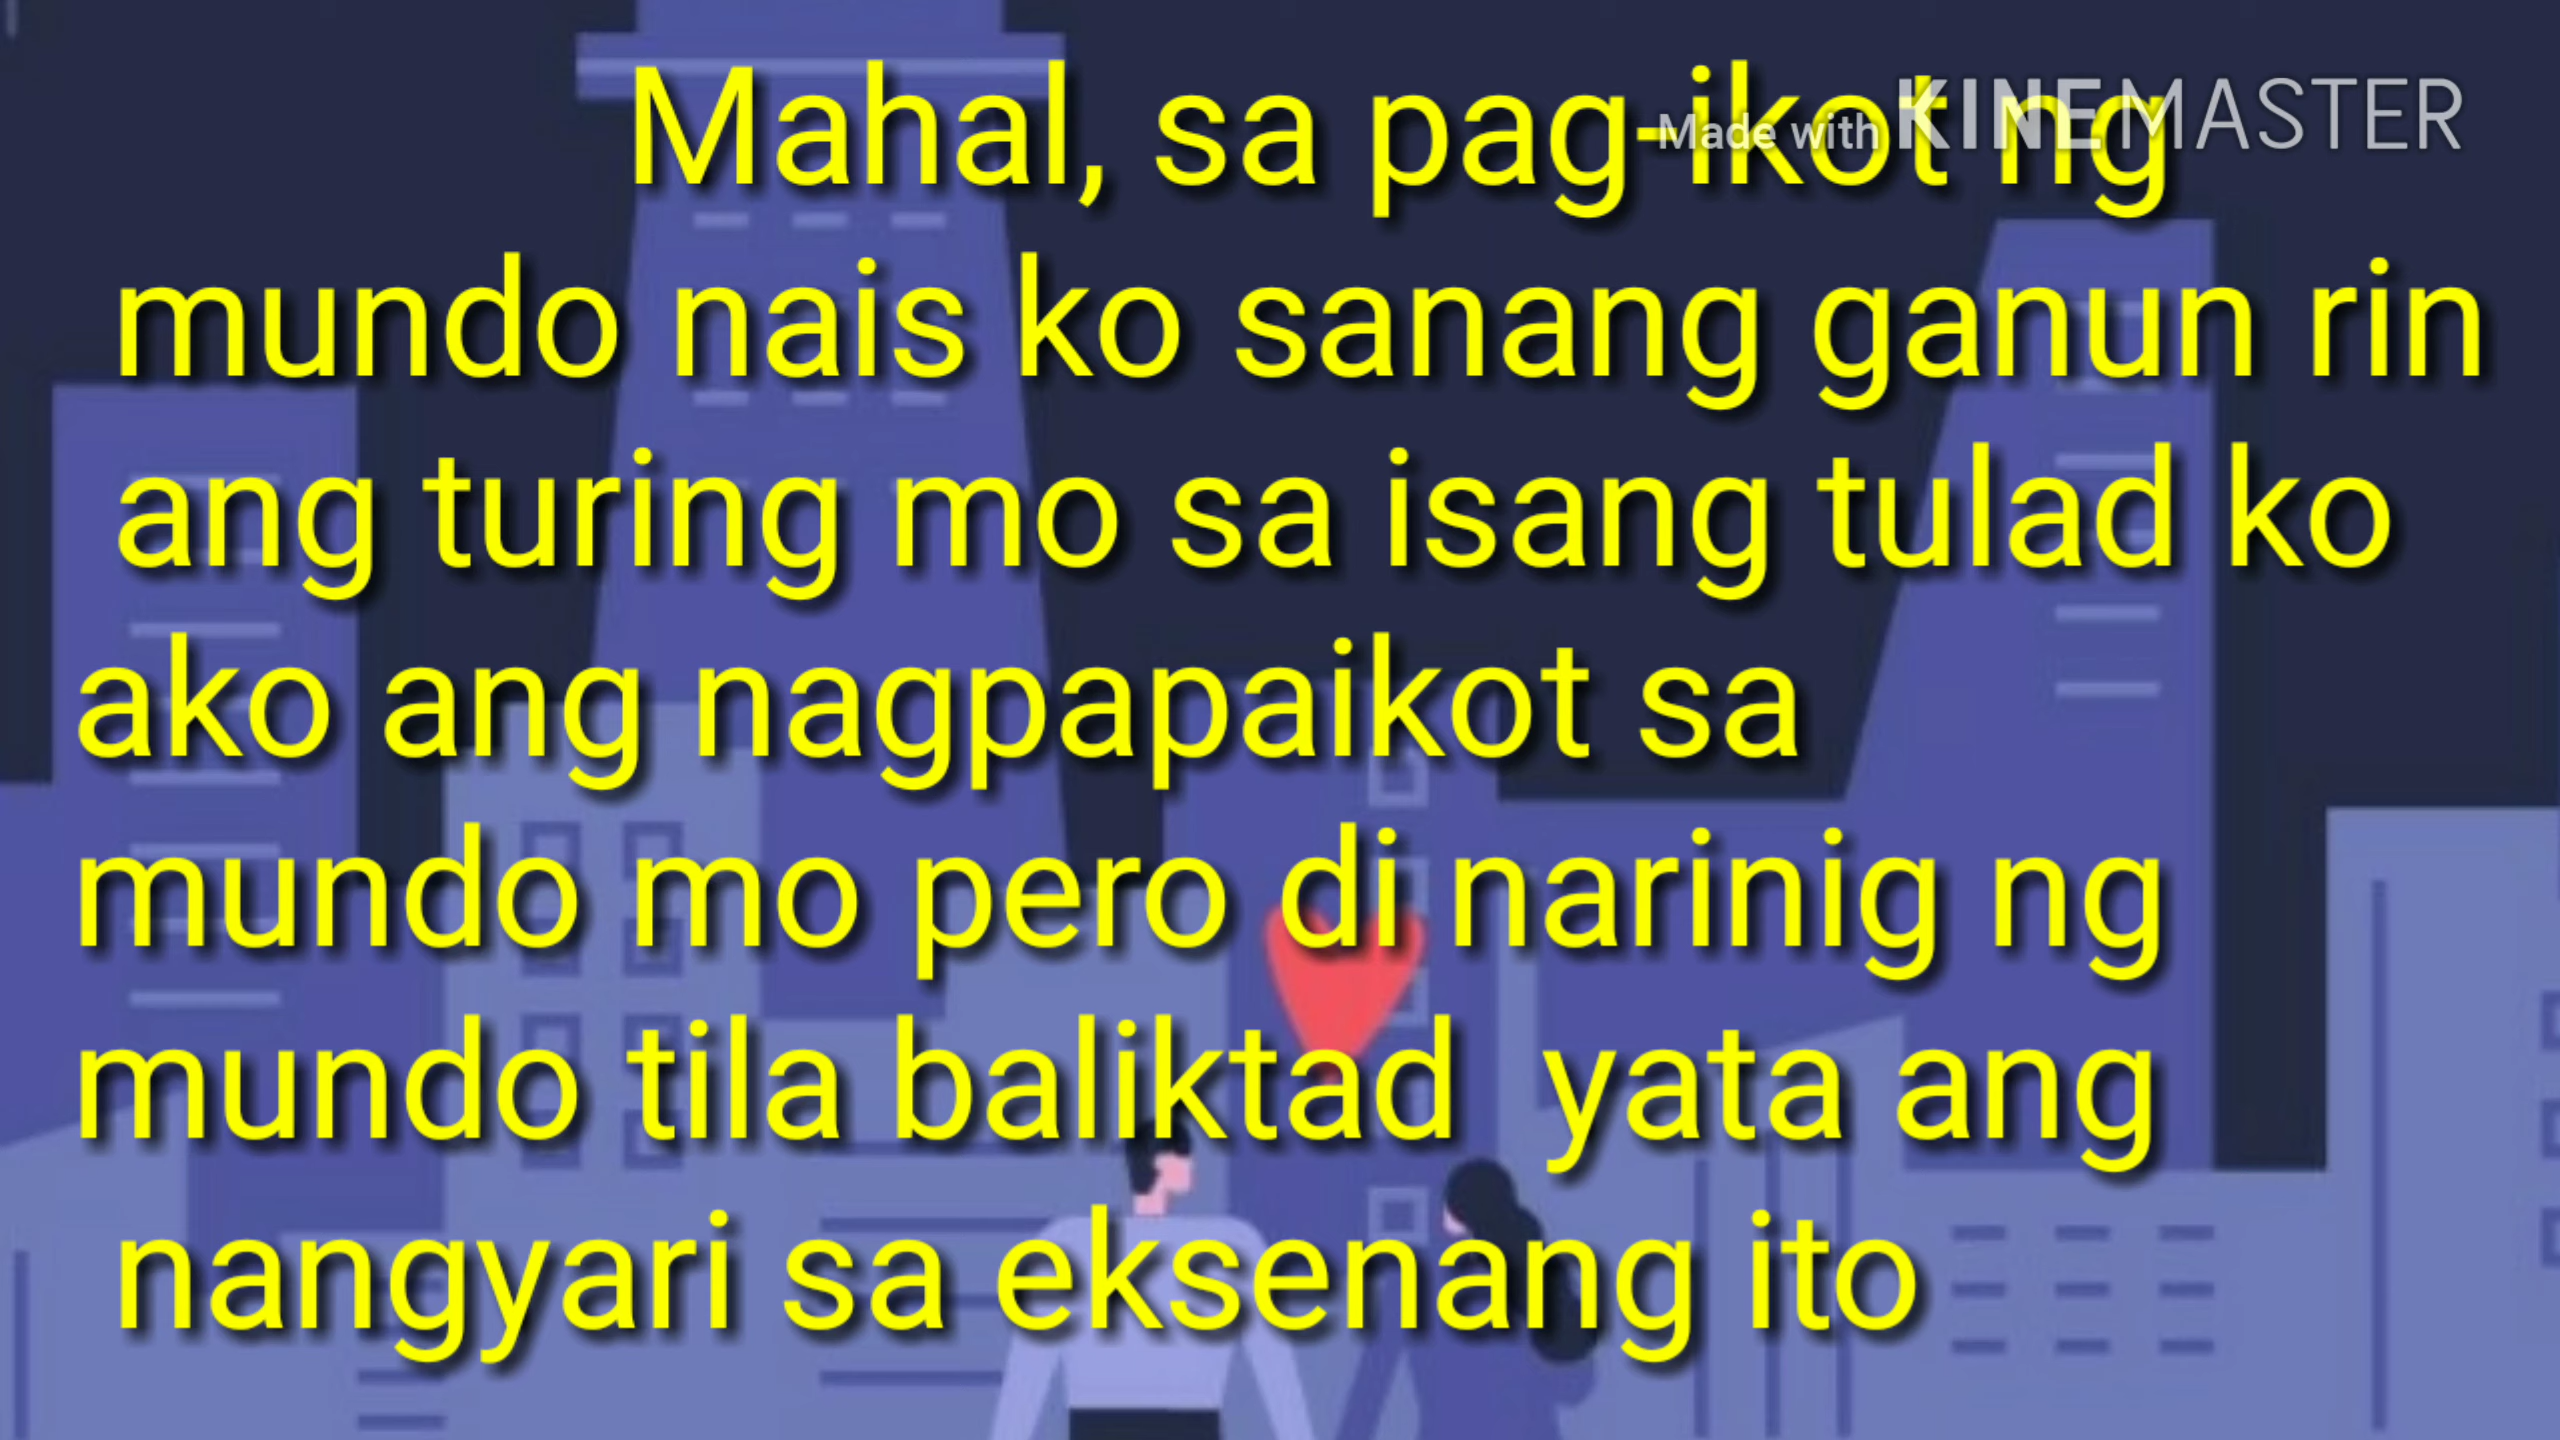 Mahal, sa pag-ikot ng
Made with KINEMASTER
mundo nais ko sanang ganun rin
ang turing mo sa isang tulad ko
ako ang nagpapaikot sa
mundo mo pero di narinig ng
mundo tila baliktad  yata ang
nangyari sa eksenang ito